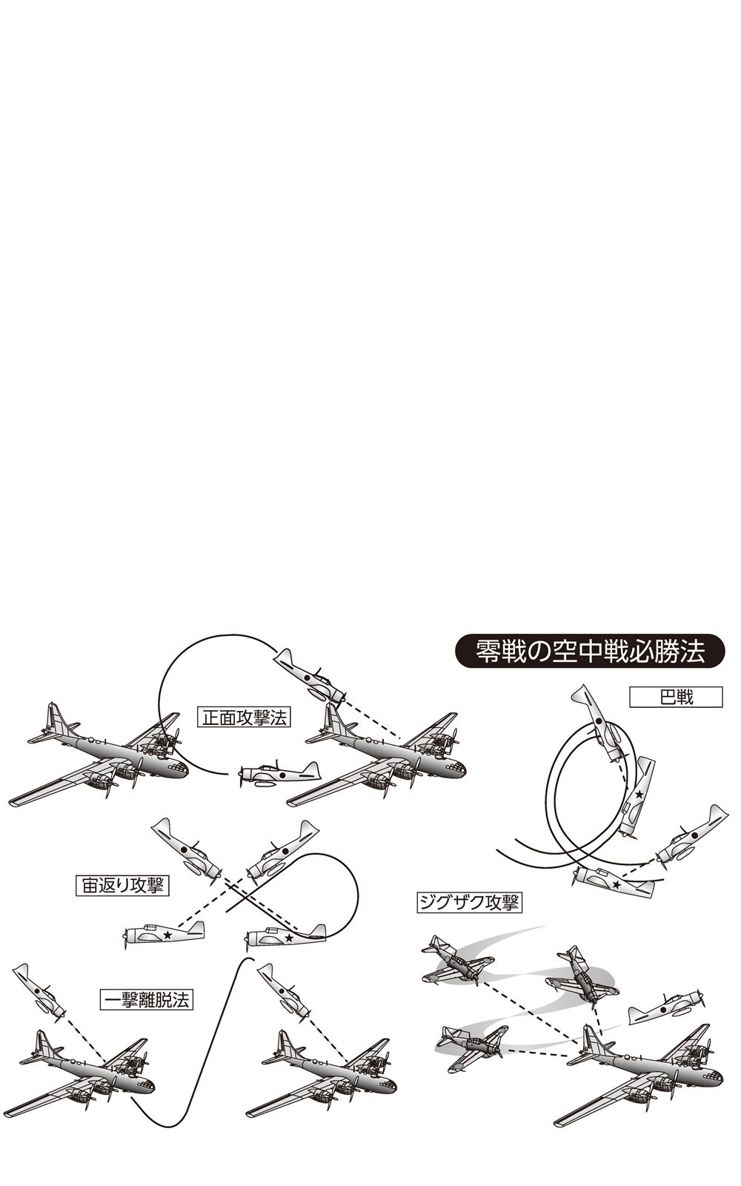 零戦の空中戦必勝法
巴戦
正面攻撃法
宙返り攻撃
ジグザク攻撃
一撃離脱法